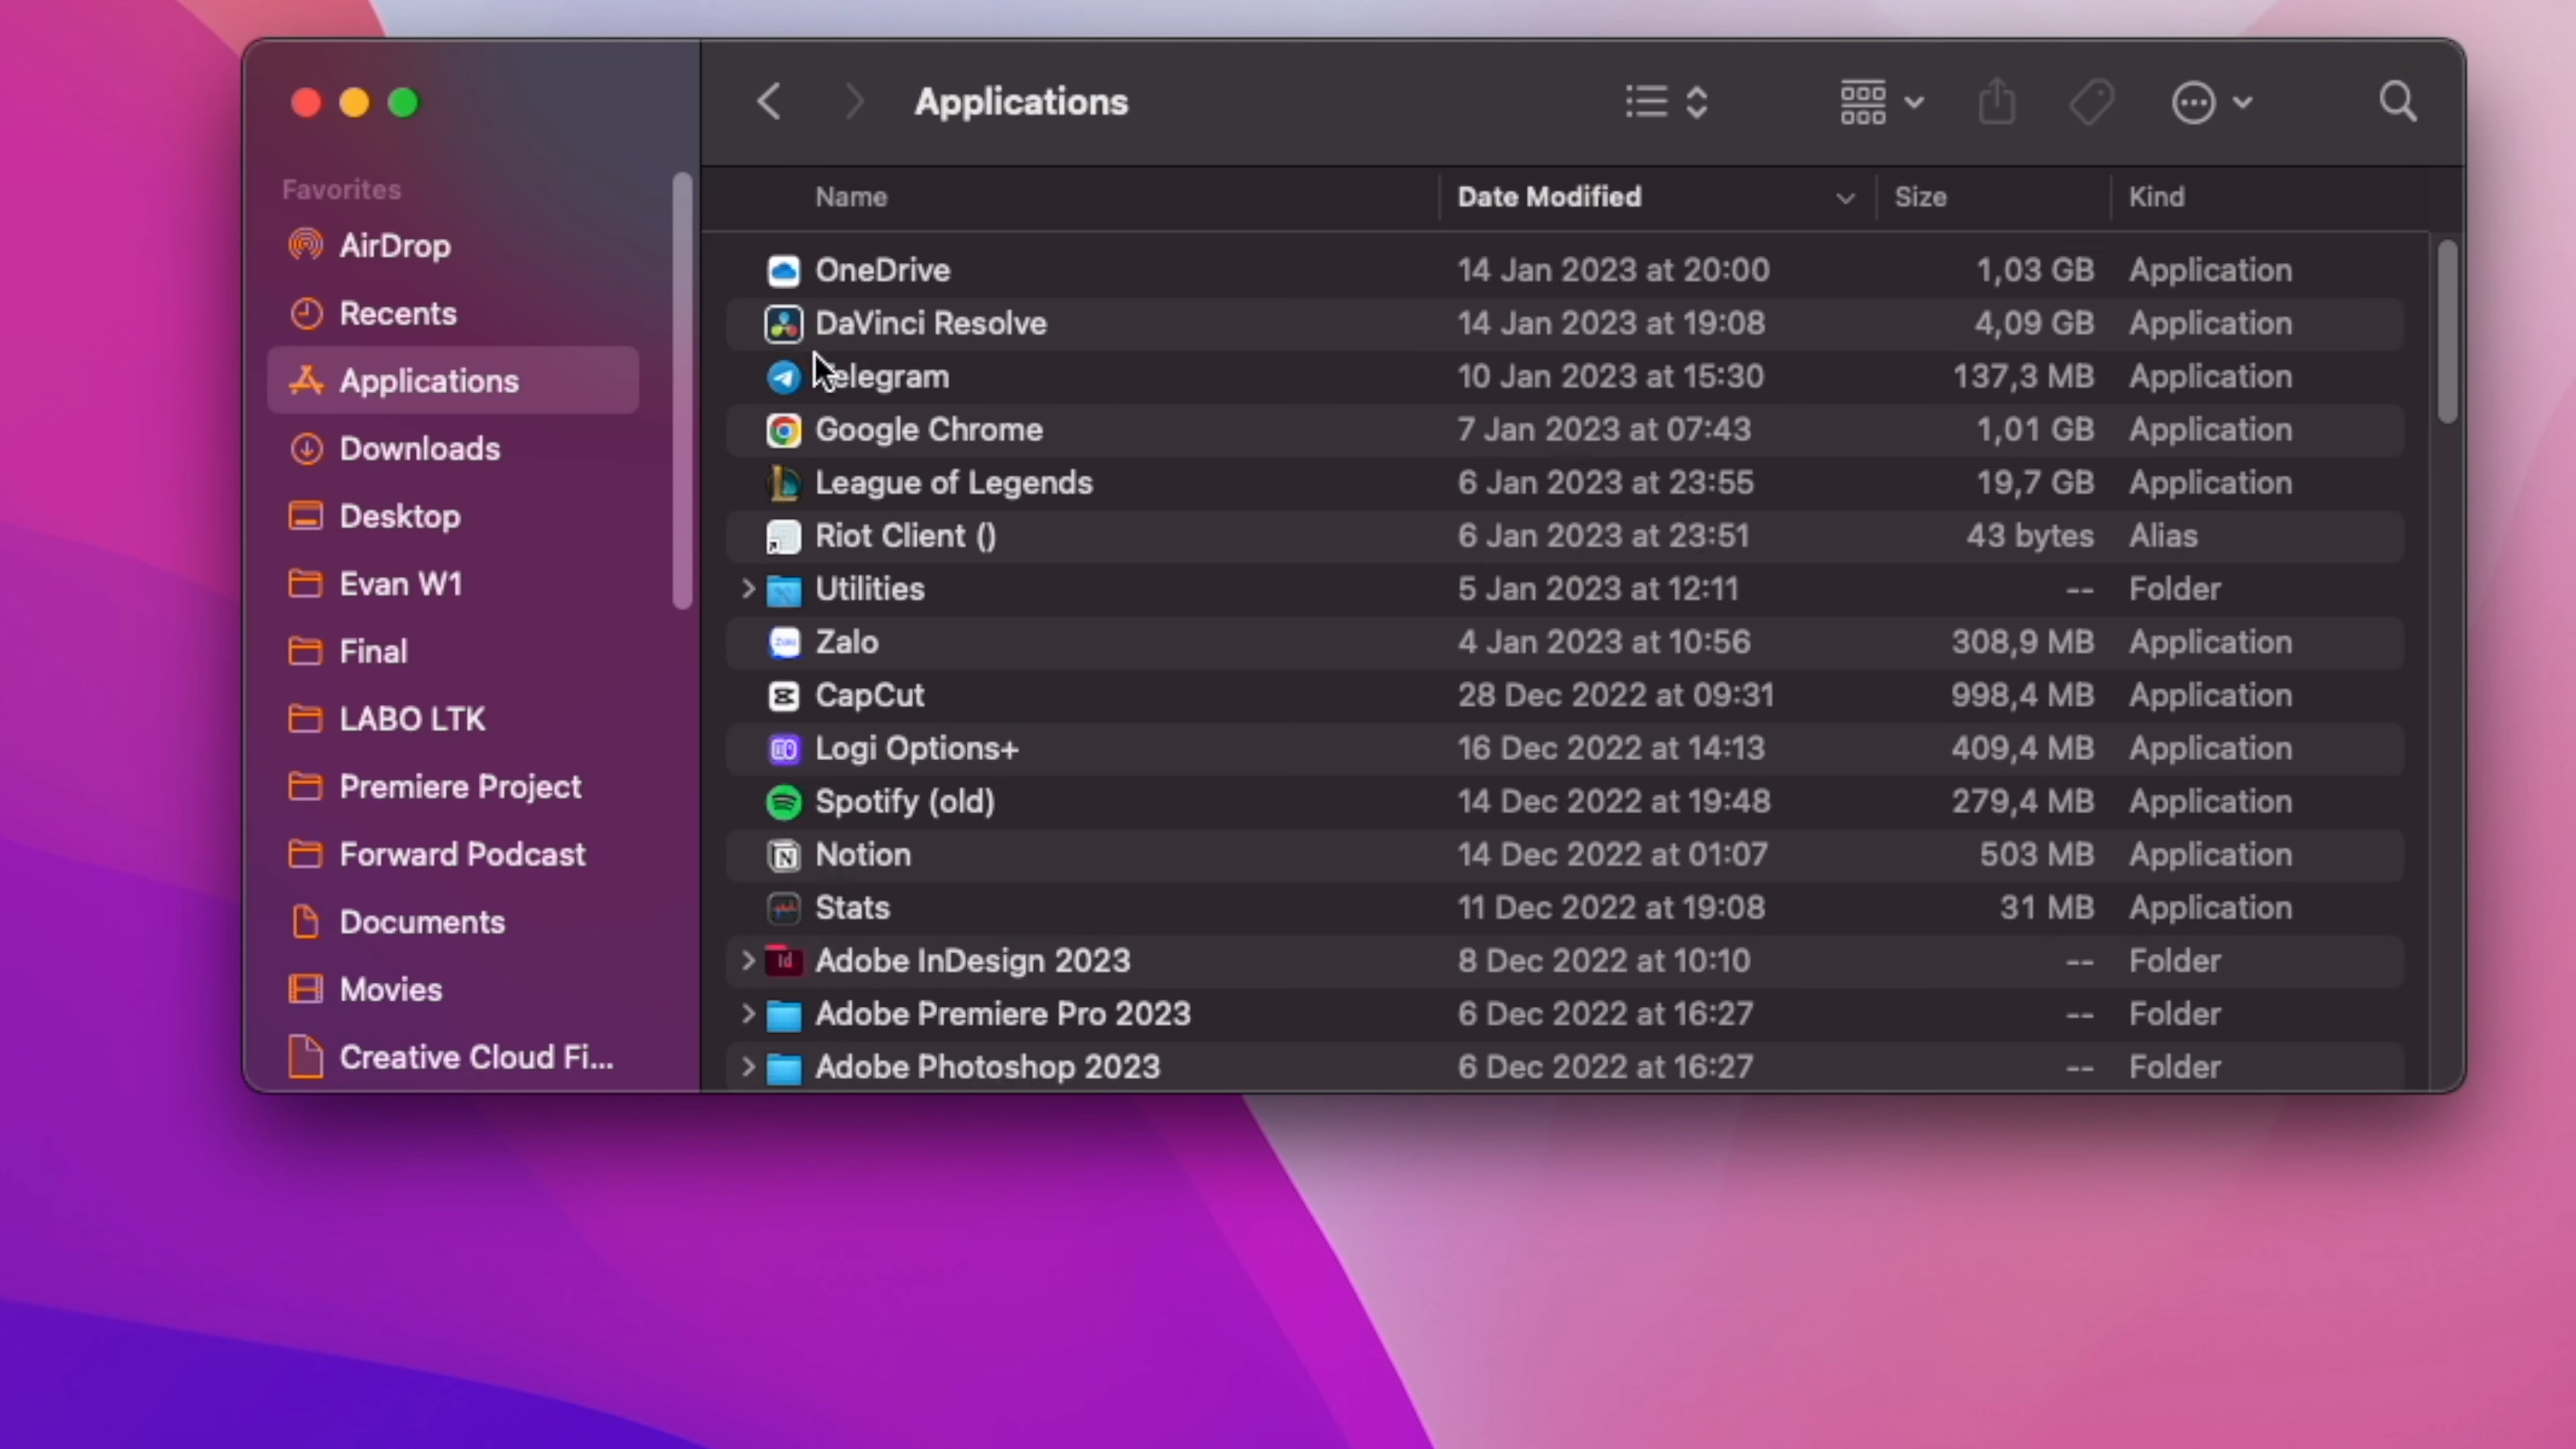 Applications
Favorites
AirDrop
Recents
Applications
Downloads
Desktop
Evan W1
Final
LABO LTK
Premiere Project
Forward Podcast
Documents
Movies
Creative Cloud Fi...
Name Date Modified Size Kind
OneDrive 14 Jan 2023 at 20:00 1,03 GB Application
DaVinci Resolve 14 Jan 2023 at 19:08 4,09 GB Application
Telegram 10 Jan 2023 at 15:30 137,3 MB Application
Google Chrome 7 Jan 2023 at 07:43 1,01 GB Application
League of Legends 6 Jan 2023 at 23:55 19,7 GB Application
Riot Client () 6 Jan 2023 at 23:51 43 bytes Alias
Utilities 5 Jan 2023 at 12:11 -- Folder
Zalo 4 Jan 2023 at 10:56 308,9 MB Application
CapCut 28 Dec 2022 at 09:31 998,4 MB Application
Logi Options+ 16 Dec 2022 at 14:13 409,4 MB Application
Spotify (old) 14 Dec 2022 at 19:48 279,4 MB Application
Notion 14 Dec 2022 at 01:07 503 MB Application
Stats 11 Dec 2022 at 19:08 31 MB Application
Adobe InDesign 2023 8 Dec 2022 at 10:10 -- Folder
Adobe Premiere Pro 2023 6 Dec 2022 at 16:27 -- Folder
Adobe Photoshop 2023 6 Dec 2022 at 16:27 -- Folder